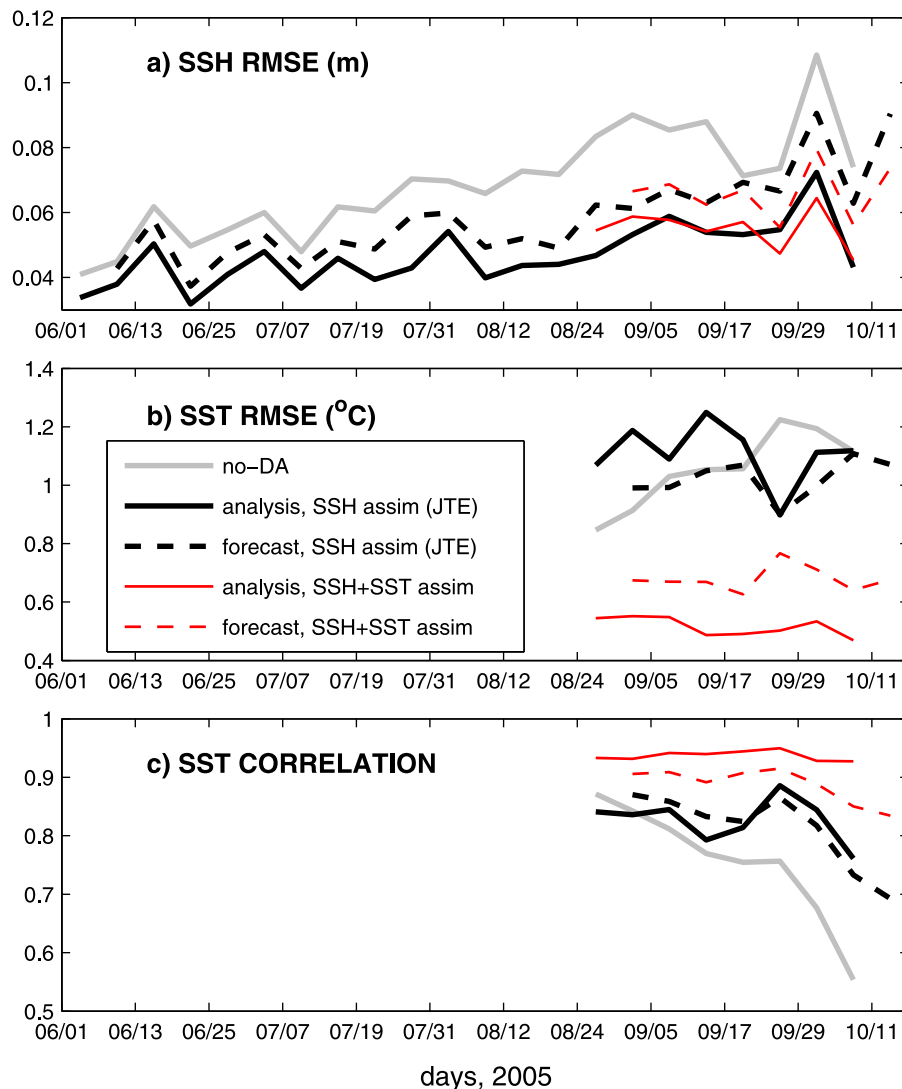 0.12
a) SSH RMSE (m)
0.1
0.08
0.06
0.04
06/01 06/13 06/25 07/07 07/19 07/31 08/12 08/24 09/05 09/17 09/29 10/11
1.4
b) SST RMSE (°C)
1.2
no−DA
1
analysis, SSH assim (JTE)
forecast, SSH assim (JTE)
0.8
analysis, SSH+SST assim
0.6
forecast, SSH+SST assim
0.4
06/01 06/13 06/25 07/07 07/19 07/31 08/12 08/24 09/05 09/17 09/29 10/11
1
c) SST CORRELATION
0.9
0.8
0.7
0.6
0.5
06/01 06/13 06/25 07/07 07/19 07/31 08/12 08/24 09/05 09/17 09/29 10/11
days, 2005